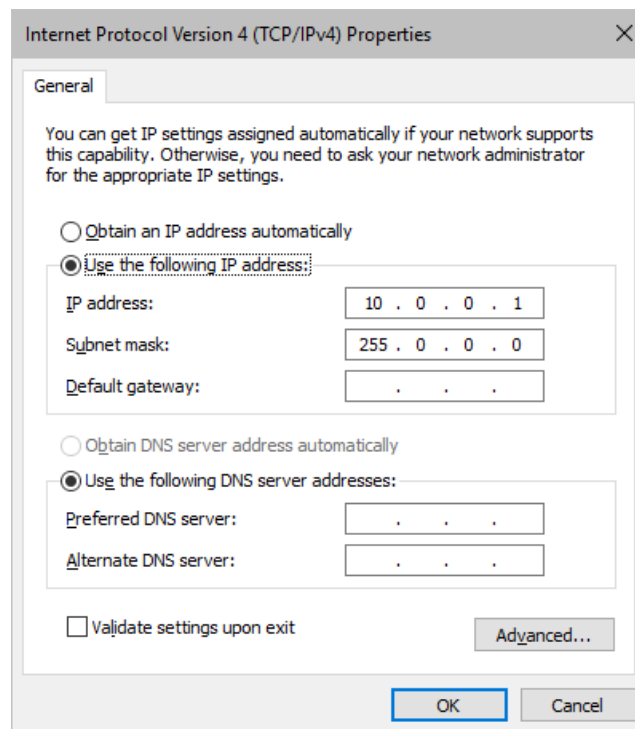 Internet Protocol Version 4 (TCP/IPv4) Properties
General
You can get IP settings assigned automatically if your network supports
this capability. Otherwise, you need to ask your network administrator
for the appropriate IP settings.
Obtain an IP address automatically
Use the following IP address:
IP address: 10 . 0 . 0 . 1
Subnet mask: 255 . 0 . 0 . 0
Default gateway: . . .
Obtain DNS server address automatically
Use the following DNS server addresses:
Preferred DNS server: . . .
Alternate DNS server: . . .
Validate settings upon exit
Advanced...
OK Cancel